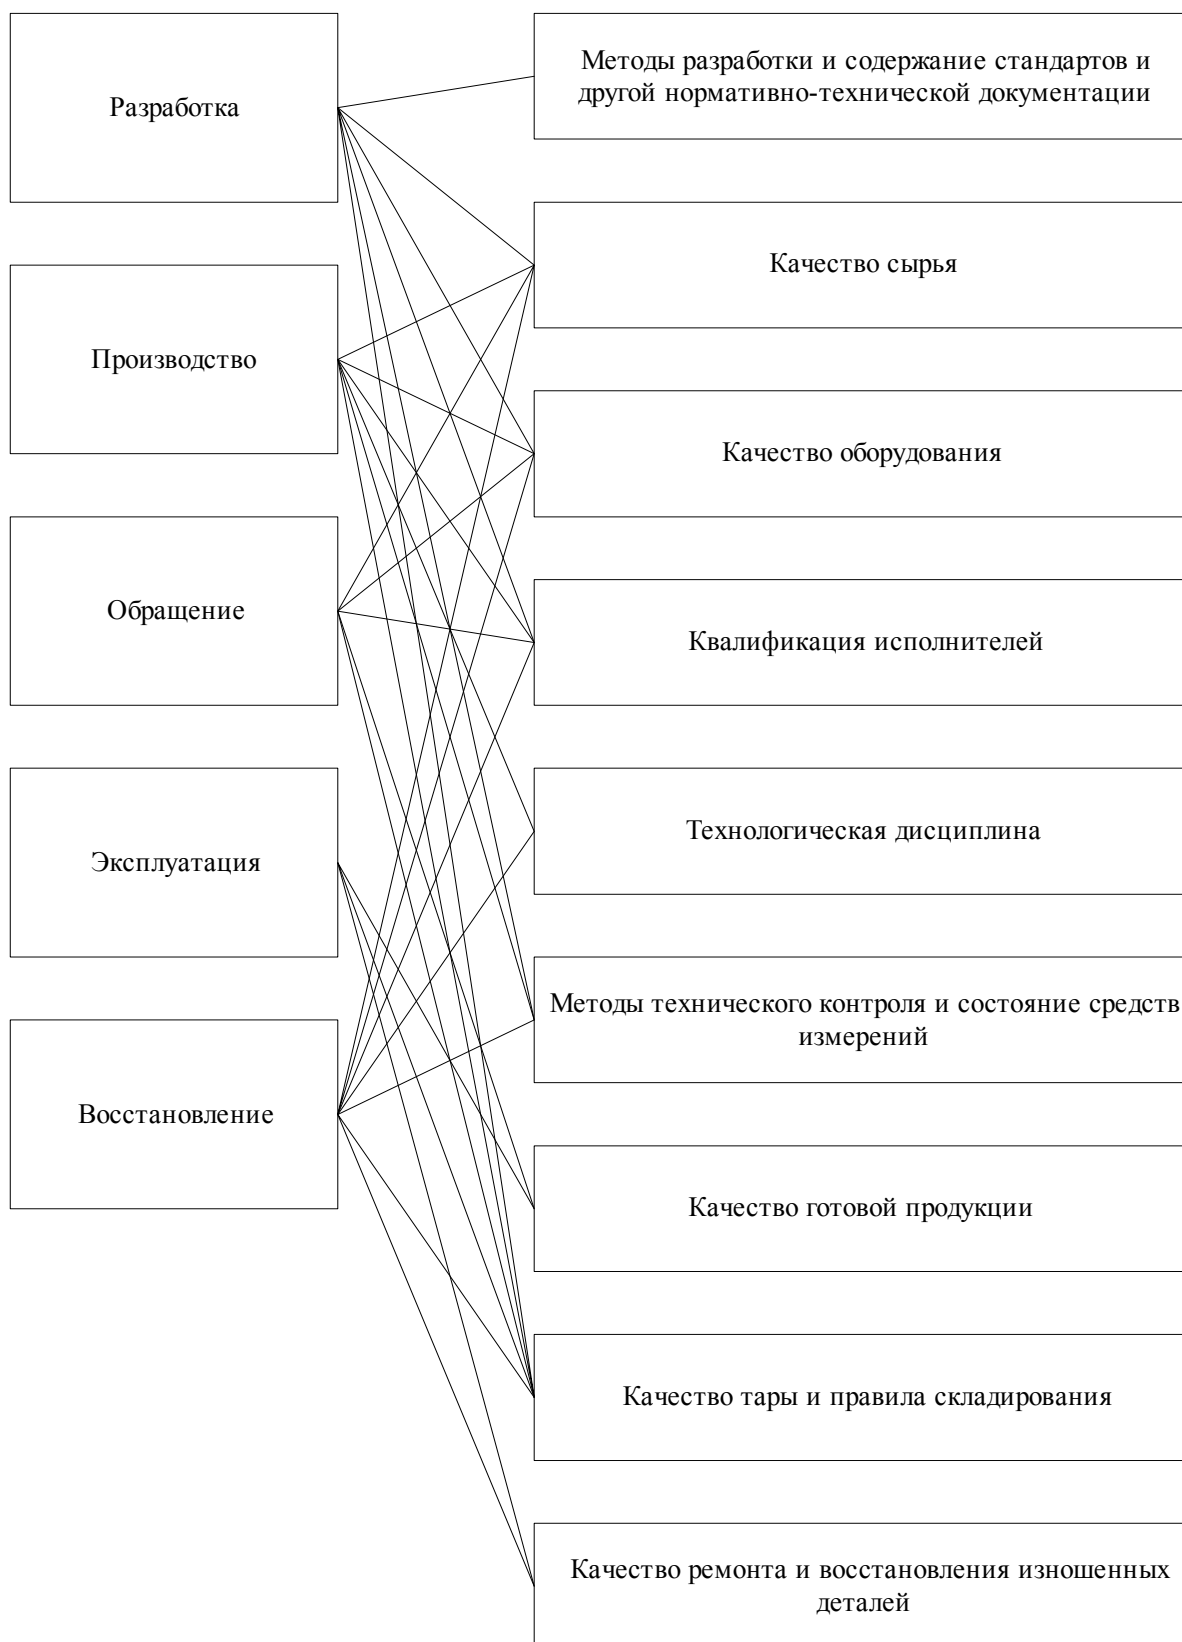 Разработка
Производство
Обращение
Эксплуатация
Восстановление
Методы разработки и содержание стандартов и
другой нормативно-технической документации
Качество сырья
Качество оборудования
Квалификация исполнителей
Технологическая дисциплина
Методы технического контроля и состояние средств
измерений
Качество готовой продукции
Качество тары и правила складирования
Качество ремонта и восстановления изношенных
деталей